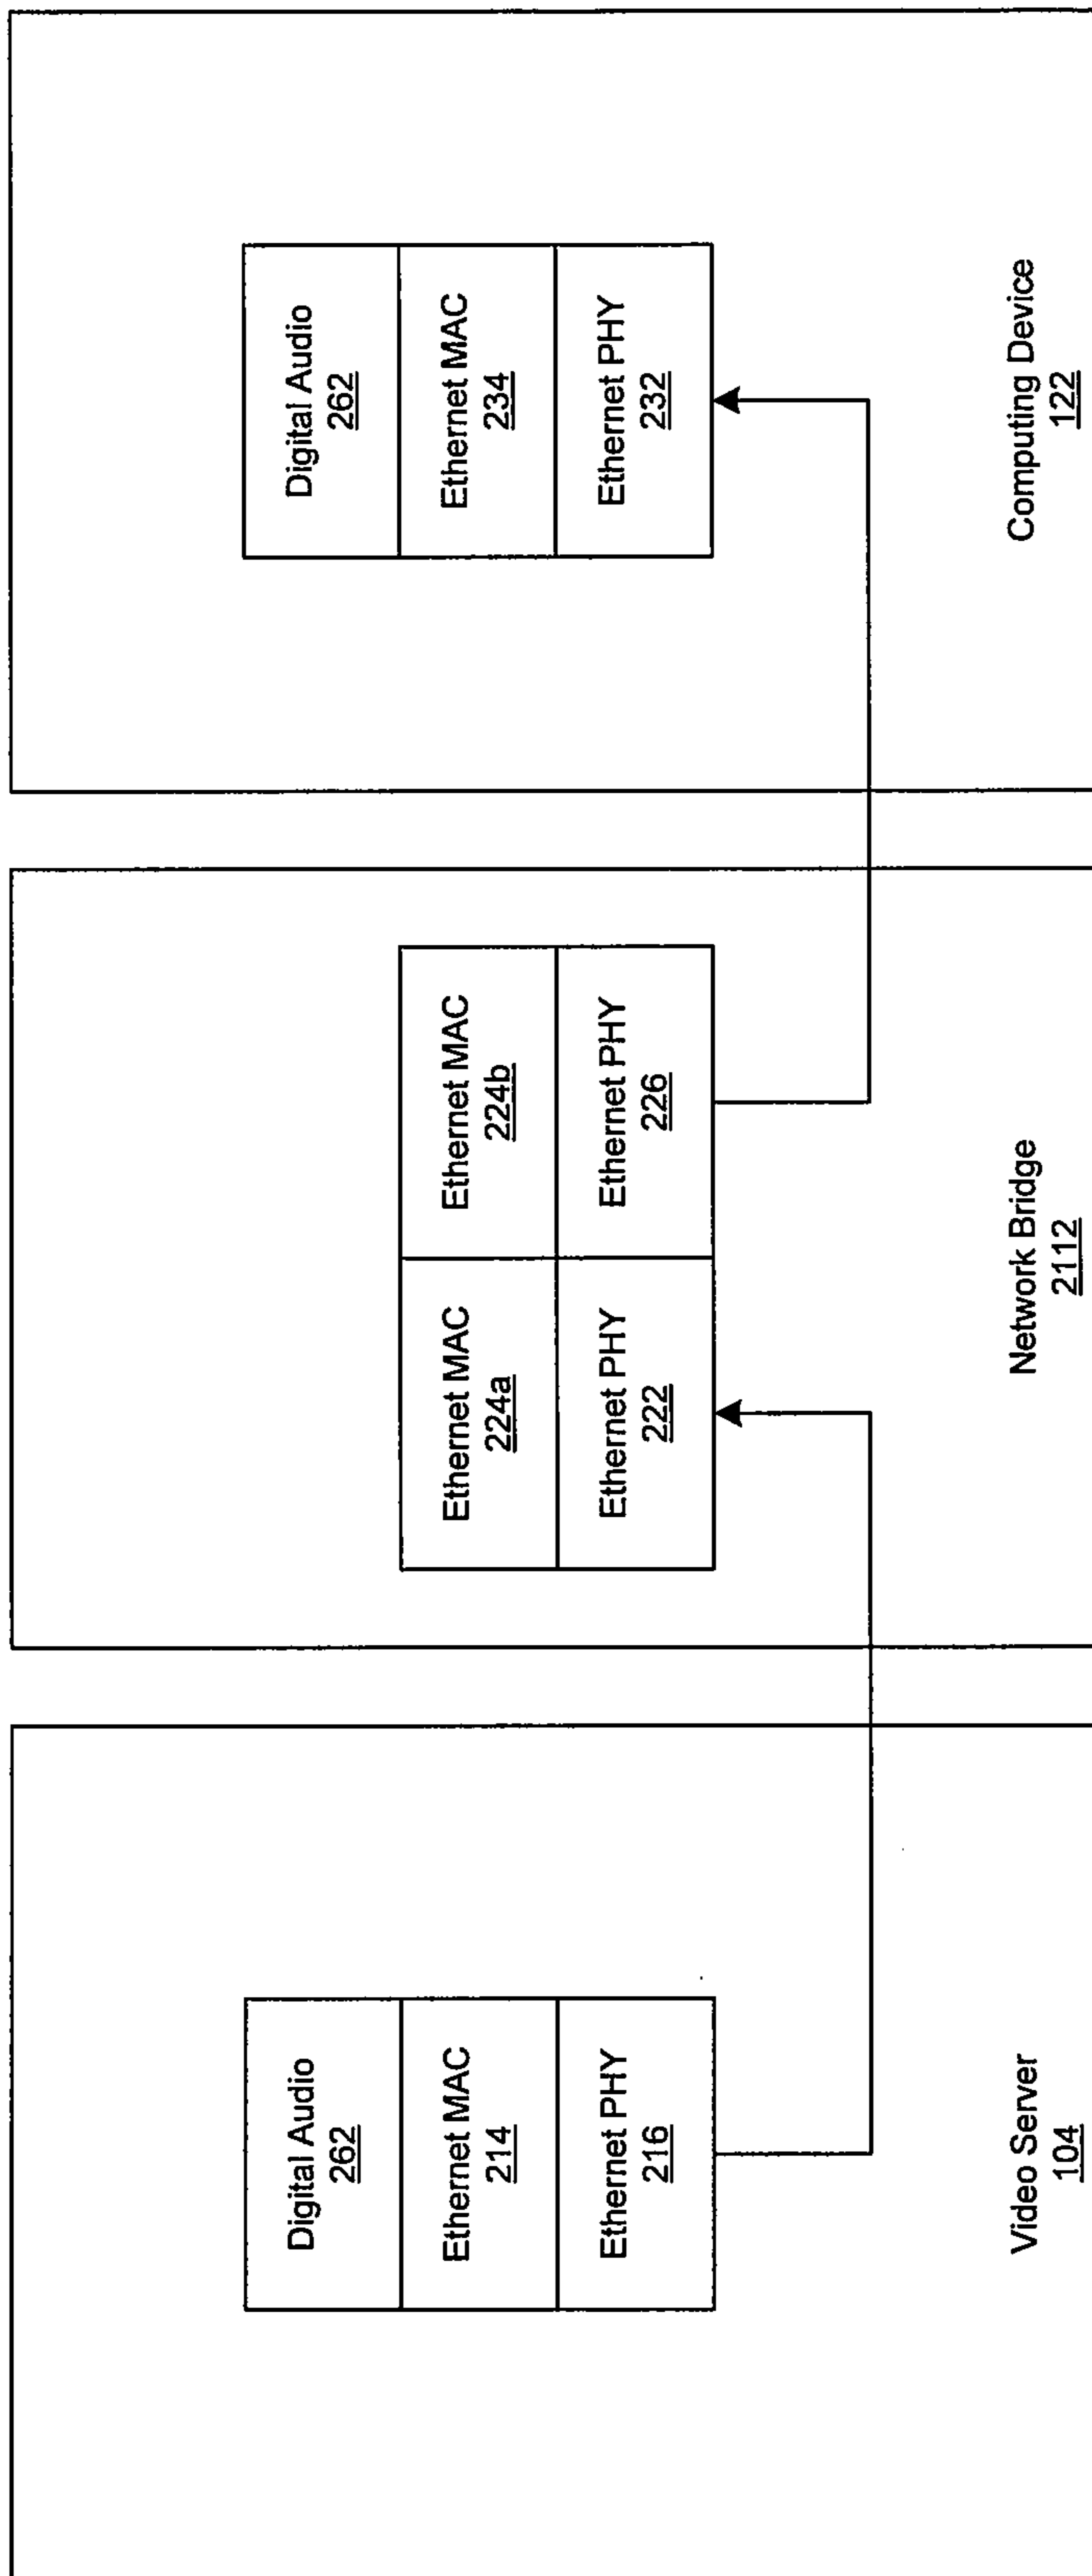 Digital Audio
262
Ethernet MAC
214
Ethernet PHY
216
Video Server
104
Ethernet MAC
224a
Ethernet MAC
224b
Ethernet PHY
222
Ethernet PHY
226
Network Bridge
2112
Digital Audio
262
Ethernet MAC
234
Ethernet PHY
232
Computing Device
122